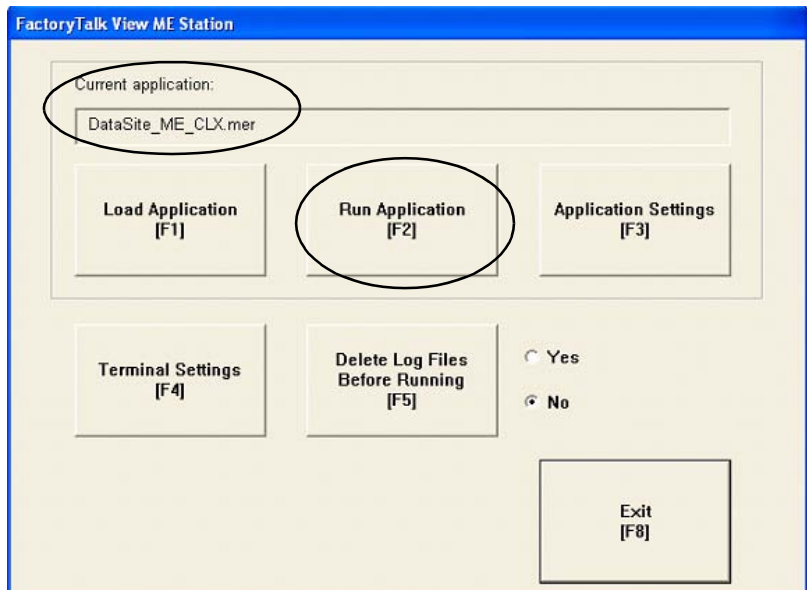 FactoryTalk View ME Station
Current application:
DataSite_ME_CLX.mer
Load Application
[F1]
Run Application
[F2]
Application Settings
[F3]
Terminal Settings
[F4]
Delete Log Files
Before Running
[F5]
Yes
No
Exit
[F8]